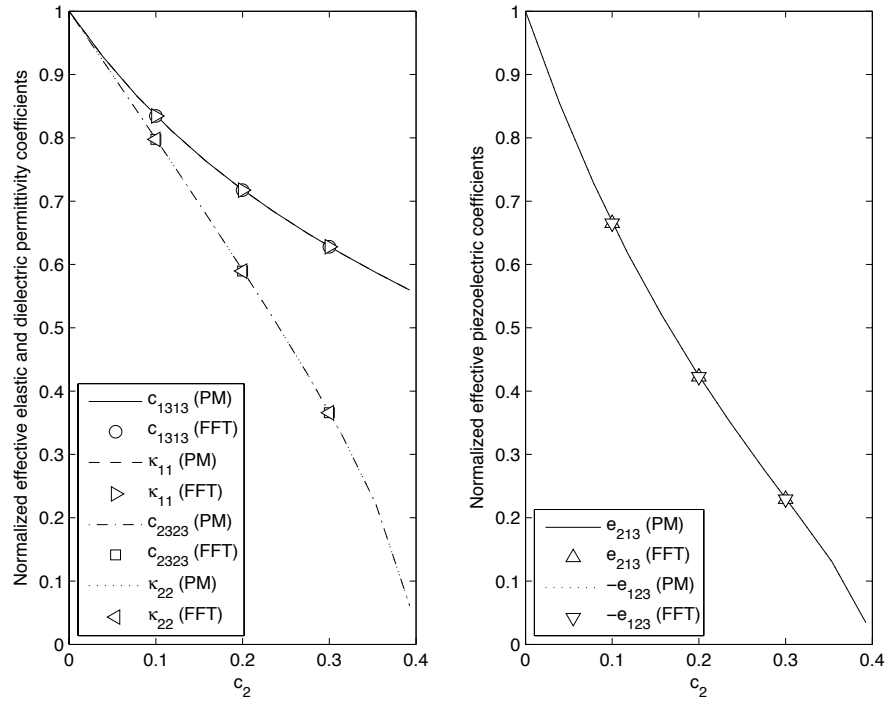 Normalized effective elastic and dielectric permittivity coefficients
1
0.9
0.8
0.7
0.6
0.5
0.4
0.3
0.2
0.1
0
0
0.1
0.2
0.3
0.4
c2
c1313 (PM)
c1313 (FFT)
κ11 (PM)
κ11 (FFT)
c2323 (PM)
c2323 (FFT)
κ22 (PM)
κ22 (FFT)
Normalized effective piezoelectric coefficients
1
0.9
0.8
0.7
0.6
0.5
0.4
0.3
0.2
0.1
0
0
0.1
0.2
0.3
0.4
c2
e213 (PM)
e213 (FFT)
−e123 (PM)
−e123 (FFT)